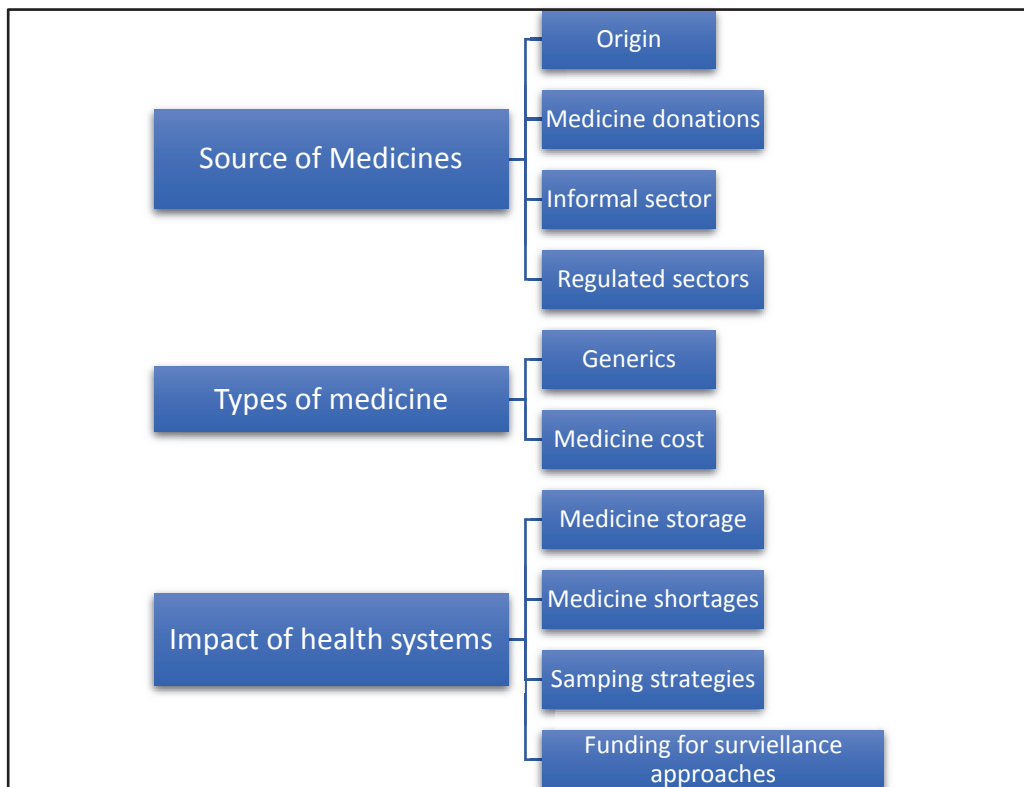 Source of Medicines
Origin
Medicine donations
Informal sector
Regulated sectors
Types of medicine
Generics
Medicine cost
Impact of health systems
Medicine storage
Medicine shortages
Samping strategies
Funding for surviellance
approaches